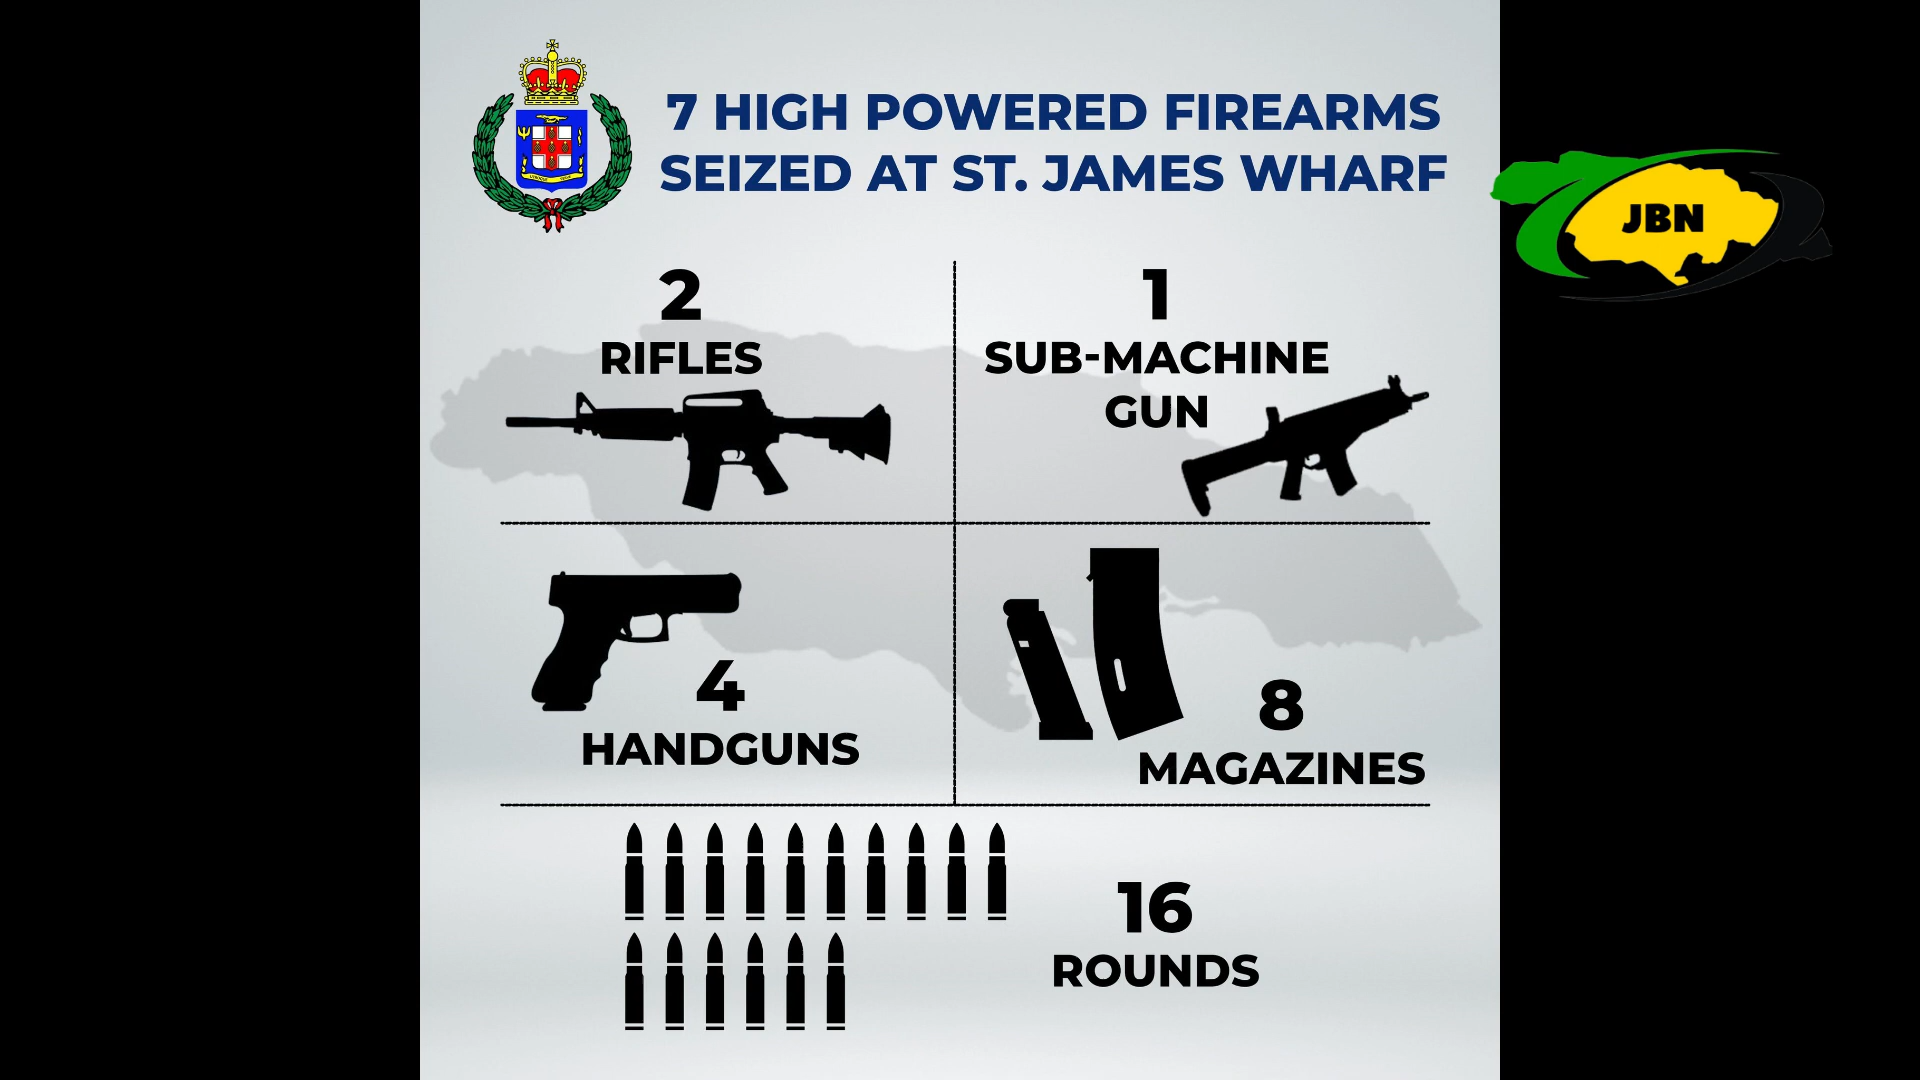 7 HIGH POWERED FIREARMS
SEIZED AT ST. JAMES WHARF
JBN
2
RIFLES
1
SUB-MACHINE
GUN
4
HANDGUNS
8
MAGAZINES
16
ROUNDS